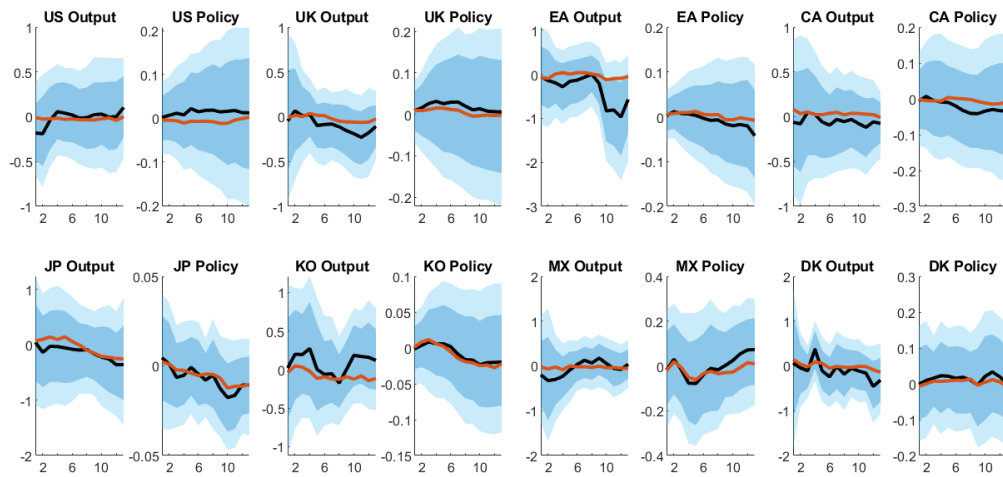 US Output
1
0.5
0
-0.5
-1
2 6 10
US Policy
0.2
0.1
0
-0.1
-0.2
2 6 10
UK Output
1
0.5
0
-0.5
-1
2 6 10
UK Policy
0.2
0.1
0
-0.1
-0.2
2 6 10
EA Output
1
0
-1
-2
-3
2 6 10
EA Policy
0.2
0.1
0
-0.1
-0.2
2 6 10
CA Output
1
0.5
0
-0.5
-1
2 6 10
CA Policy
0.2
0.1
0
-0.1
-0.2
-0.3
2 6 10
JP Output
1
0
-1
-2
2 6 10
JP Policy
0.05
0
-0.05
2 6 10
KO Output
1
0.5
0
-0.5
-1
2 6 10
KO Policy
0.1
0.05
0
-0.05
-0.1
-0.15
2 6 10
MX Output
2
1
0
-1
-2
2 6 10
MX Policy
0.4
0.2
0
-0.2
-0.4
2 6 10
DK Output
2
1
0
-1
-2
2 6 10
DK Policy
0.3
0.2
0.1
0
-0.1
-0.2
2 6 10